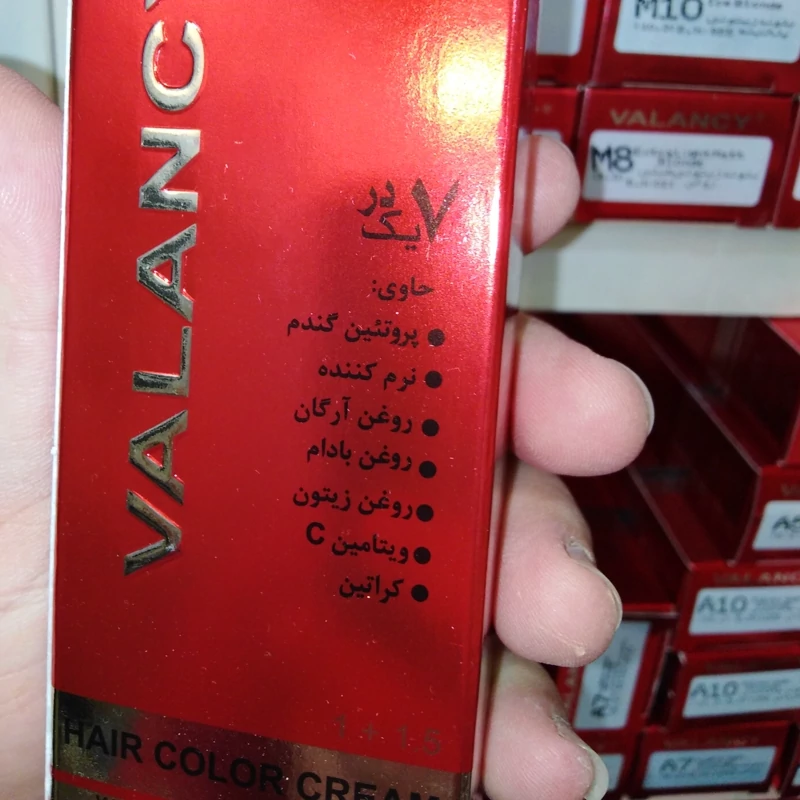 VALANCY
۷ در یک
حاوی:
● پروتئین گندم
● نرم کننده
● روغن آرگان
● روغن بادام
● روغن زیتون
● ویتامین C
● کراتین
1 + 1.5
HAIR COLOR CREAM
M10
VALANCY
M8
A10
A10
A7
A7